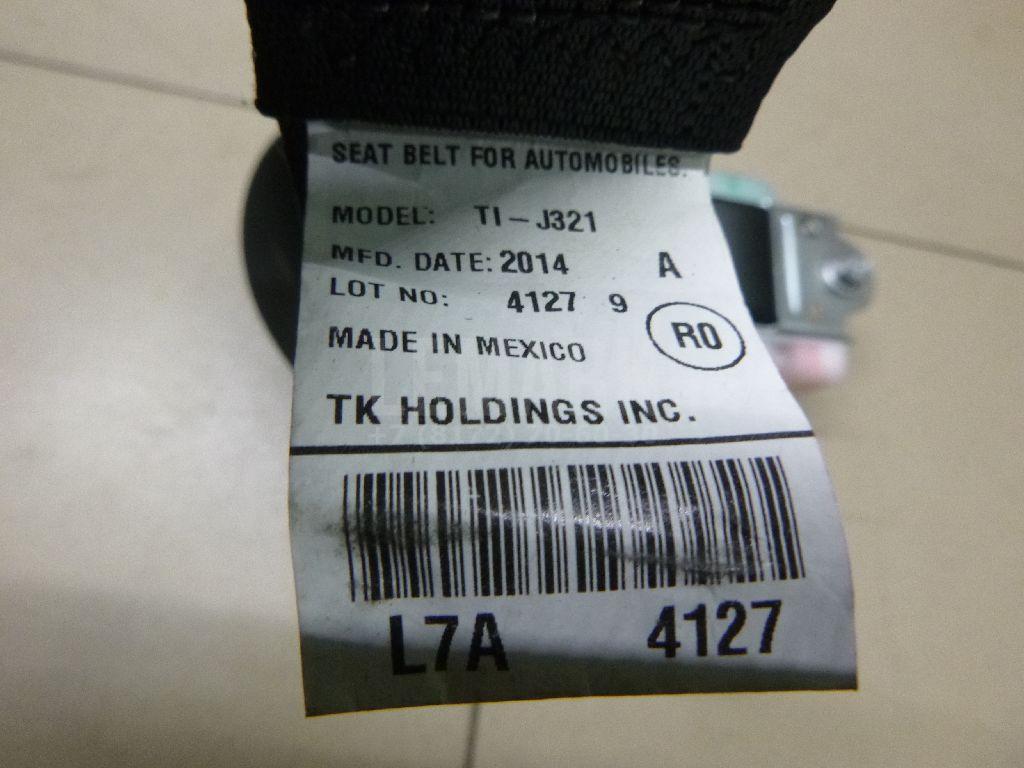 SEAT BELT FOR AUTOMOBILES.
MODEL: TI-J321
MFD. DATE: 2014 A
LOT NO: 4127 9
R0
MADE IN MEXICO
TK HOLDINGS INC.
L7A 4127